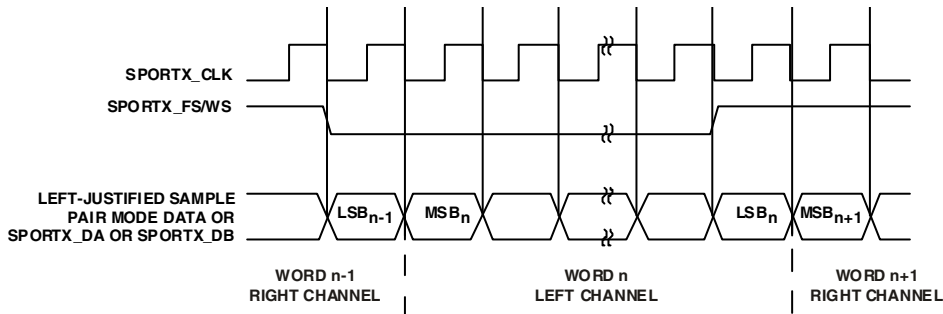 SPORTX_CLK
SPORTX_FS/WS
LEFT-JUSTIFIED SAMPLE
PAIR MODE DATA OR
SPORTX_DA OR SPORTX_DB
LSBn-1
MSBn
LSBn
MSBn+1
WORD n-1
RIGHT CHANNEL
WORD n
LEFT CHANNEL
WORD n+1
RIGHT CHANNEL